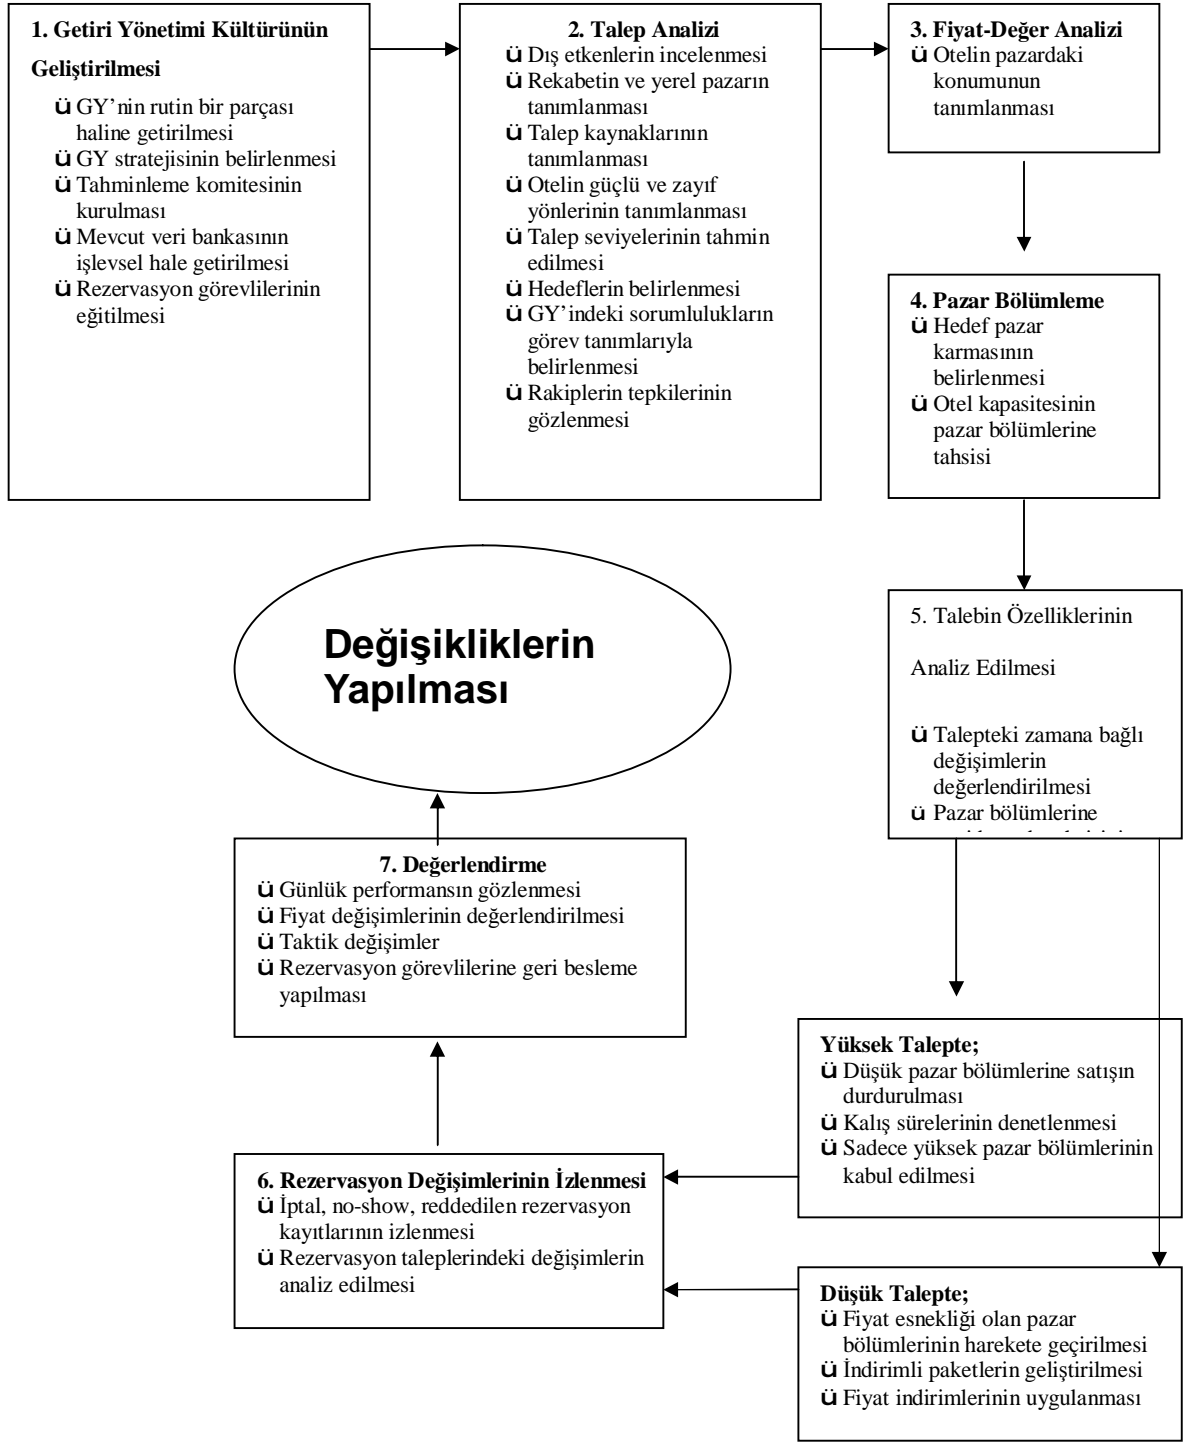 1. Getiri Yönetimi Kültürünün
Geliştirilmesi
ü GY’nin rutin bir parçası
haline getirilmesi
ü GY stratejisinin belirlenmesi
ü Tahminleme komitesinin
kurulması
ü Mevcut veri bankasının
işlevsel hale getirilmesi
ü Rezervasyon görevlilerinin
eğitilmesi
2. Talep Analizi
ü Dış etkenlerin incelenmesi
ü Rekabetin ve yerel pazarın
tanımlanması
ü Talep kaynaklarının
tanımlanması
ü Otelin güçlü ve zayıf
yönlerinin tanımlanması
ü Talep seviyelerinin tahmin
edilmesi
ü Hedeflerin belirlenmesi
ü GY’indeki sorumlulukların
görev tanımlarıyla
belirlenmesi
ü Rakiplerin tepkilerinin
gözlenmesi
3. Fiyat-Değer Analizi
ü Otelin pazardaki
konumunun
tanımlanması
4. Pazar Bölümleme
ü Hedef pazar
karmasının
belirlenmesi
ü Otel kapasitesinin
pazar bölümlerine
tahsisi
5. Talebin Özelliklerinin
Analiz Edilmesi
ü Talepteki zamana bağlı
değişimlerin
değerlendirilmesi
ü Pazar bölümlerine
Yüksek Talepte;
ü Düşük pazar bölümlerine satışın
durdurulması
ü Kalış sürelerinin denetlenmesi
ü Sadece yüksek pazar bölümlerinin
kabul edilmesi
Düşük Talepte;
ü Fiyat esnekliği olan pazar
bölümlerinin harekete geçirilmesi
ü İndirimli paketlerin geliştirilmesi
ü Fiyat indirimlerinin uygulanması
6. Rezervasyon Değişimlerinin İzlenmesi
ü İptal, no-show, reddedilen rezervasyon
kayıtlarının izlenmesi
ü Rezervasyon taleplerindeki değişimlerin
analiz edilmesi
7. Değerlendirme
ü Günlük performansın gözlenmesi
ü Fiyat değişimlerinin değerlendirilmesi
ü Taktik değişimler
ü Rezervasyon görevlilerine geri besleme
yapılması
Değişikliklerin
Yapılması